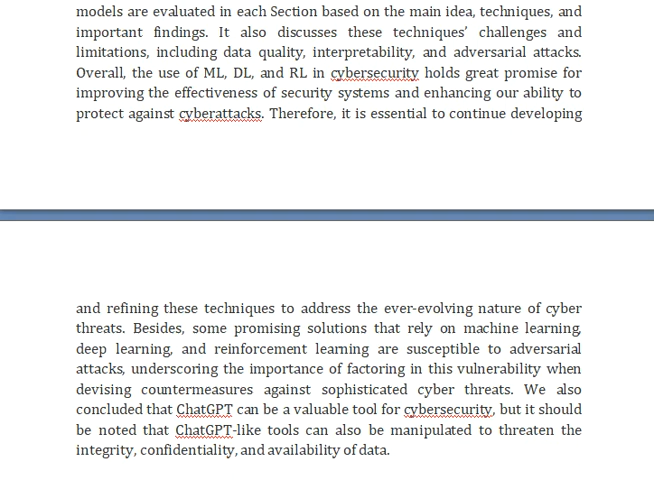 models are evaluated in each Section based on the main idea, techniques, and
important findings. It also discusses these techniques' challenges and
limitations, including data quality, interpretability, and adversarial attacks.
Overall, the use of ML, DL, and RL in cybersecurity holds great promise for
improving the effectiveness of security systems and enhancing our ability to
protect against cyberattacks. Therefore, it is essential to continue developing
and refining these techniques to address the ever-evolving nature of cyber
threats. Besides, some promising solutions that rely on machine learning,
deep learning, and reinforcement learning are susceptible to adversarial
attacks, underscoring the importance of factoring in this vulnerability when
devising countermeasures against sophisticated cyber threats. We also
concluded that ChatGPT can be a valuable tool for cybersecurity, but it should
be noted that ChatGPT-like tools can also be manipulated to threaten the
integrity, confidentiality, and availability of data.